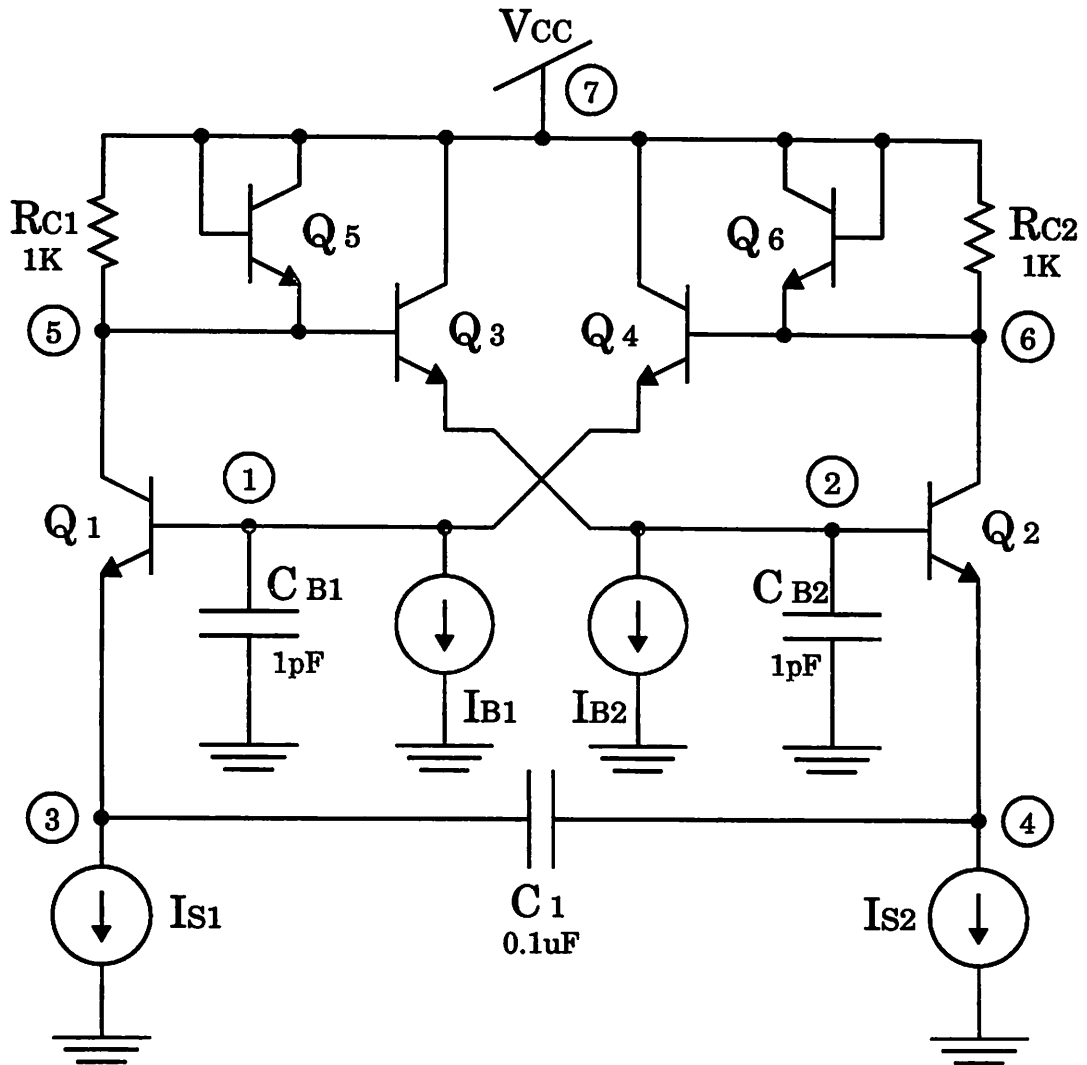 VCC
7
RC1
1K
Q5
Q6
RC2
1K
5
Q3
Q4
6
1
2
Q1
Q2
CB1
1pF
CB2
1pF
IB1
IB2
3
4
IS1
C1
0.1uF
IS2